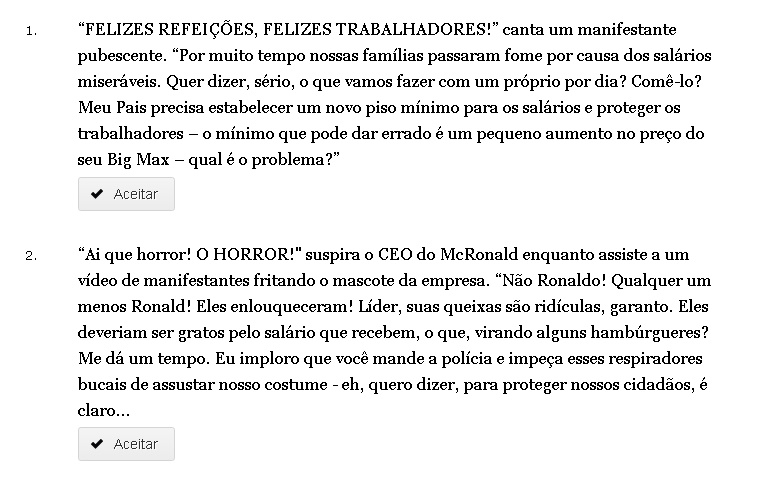 1. “FELIZES REFEIÇÕES, FELIZES TRABALHADORES!” canta um manifestante
pubescente. “Por muito tempo nossas famílias passaram fome por causa dos salários
miseráveis. Quer dizer, sério, o que vamos fazer com um próprio por dia? Comê-lo?
Meu Pais precisa estabelecer um novo piso mínimo para os salários e proteger os
trabalhadores – o mínimo que pode dar errado é um pequeno aumento no preço do
seu Big Max – qual é o problema?”
✔ Aceitar
2. “Ai que horror! O HORROR!" suspira o CEO do McRonald enquanto assiste a um
vídeo de manifestantes fritando o mascote da empresa. “Não Ronaldo! Qualquer um
menos Ronald! Eles enlouqueceram! Líder, suas queixas são ridículas, garanto. Eles
deveriam ser gratos pelo salário que recebem, o que, virando alguns hambúrgueres?
Me dá um tempo. Eu imploro que você mande a polícia e impeça esses respiradores
bucais de assustar nosso costume - eh, quero dizer, para proteger nossos cidadãos, é
claro...
✔ Aceitar